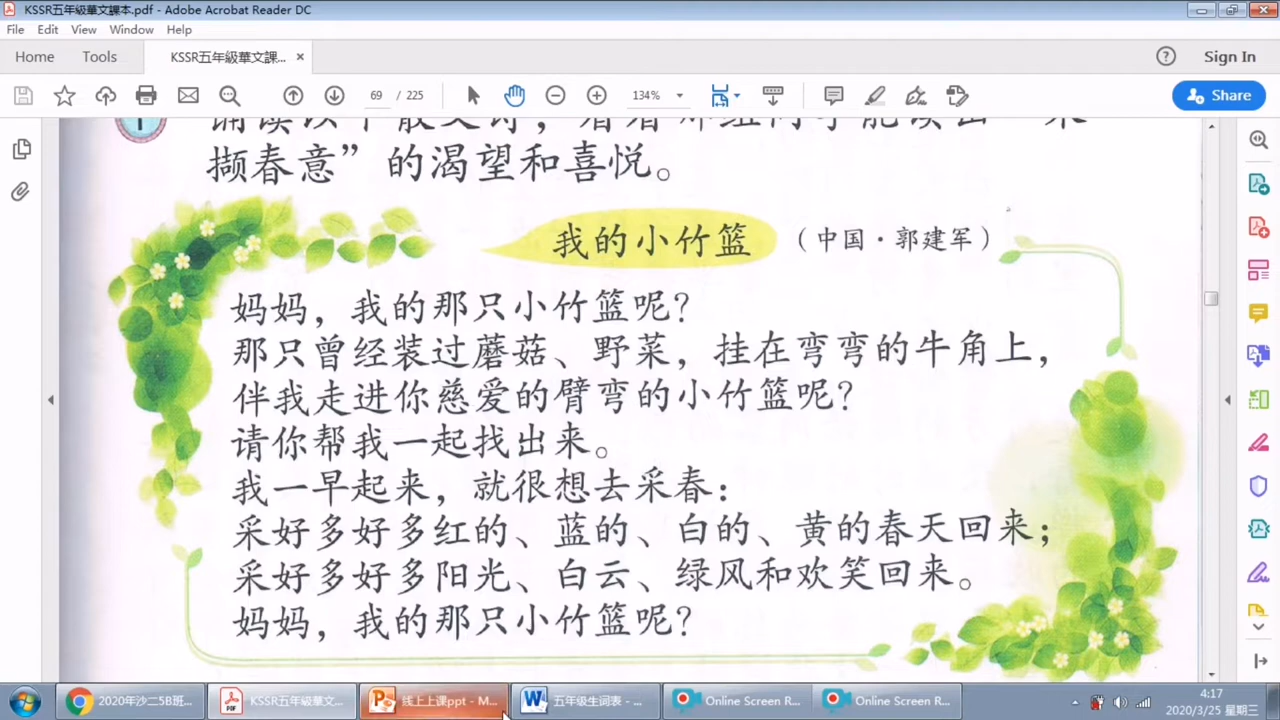 KSSR五年級華文課本.pdf - Adobe Acrobat Reader DC
File Edit View Window Help
Home Tools KSSR五年級華文課... × Sign In
69 / 225 134% Share
撷春意”的渴望和喜悦。
我的小竹篮 （中国·郭建军）
妈妈，我的那只小竹篮呢？
那只曾经装过蘑菇、野菜，挂在弯弯的牛角上，
伴我走进你慈爱的臂弯的小竹篮呢？
请你帮我一起找出来。
我一早起来，就很想去采春：
采好多好多红的、蓝的、白的、黄的春天回来；
采好多好多阳光、白云、绿风和欢笑回来。
妈妈，我的那只小竹篮呢？
2020年沙二5B班... KSSR五年級華文... 线上上课ppt - M... 五年级生词表 - ... Online Screen R... Online Screen R... 4:17
2020/3/25 星期三